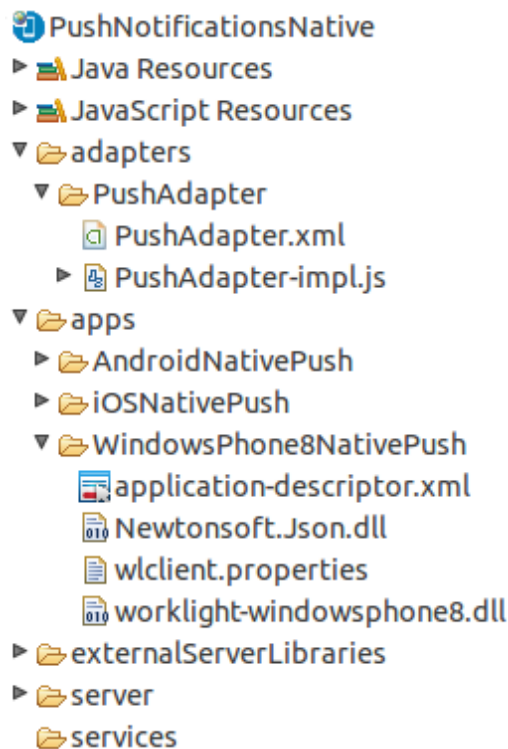 PushNotificationsNative
Java Resources
JavaScript Resources
adapters
PushAdapter
PushAdapter.xml
PushAdapter-impl.js
apps
AndroidNativePush
iOSNativePush
WindowsPhone8NativePush
application-descriptor.xml
Newtonsoft.Json.dll
wlclient.properties
worklight-windowsphone8.dll
externalServerLibraries
server
services